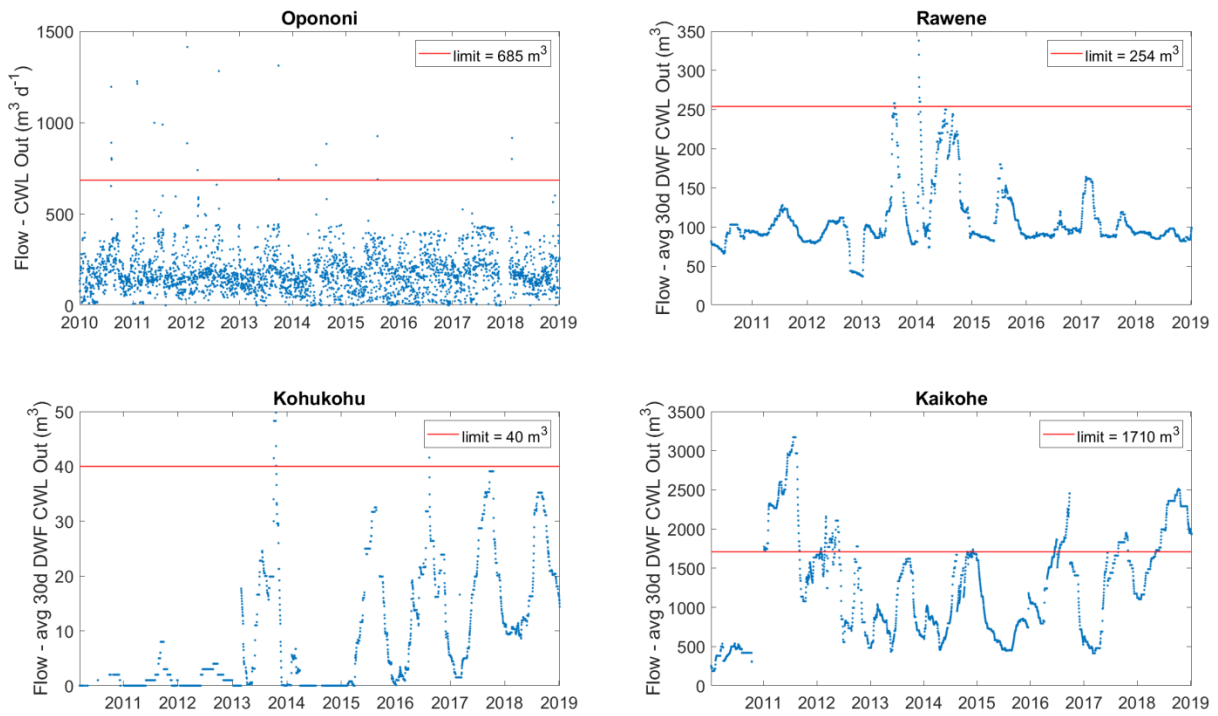 Opononi
Flow - CWL Out (m³ d⁻¹)
1500
1000
500
0
limit = 685 m³
2010 2011 2012 2013 2014 2015 2016 2017 2018 2019
Rawene
Flow - avg 30d DWF CWL Out (m³)
350
300
250
200
150
100
50
0
limit = 254 m³
2011 2012 2013 2014 2015 2016 2017 2018 2019
Kohukohu
Flow - avg 30d DWF CWL Out (m³)
50
40
30
20
10
0
limit = 40 m³
2011 2012 2013 2014 2015 2016 2017 2018 2019
Kaikohe
Flow - avg 30d DWF CWL Out (m³)
3500
3000
2500
2000
1500
1000
500
0
limit = 1710 m³
2011 2012 2013 2014 2015 2016 2017 2018 2019